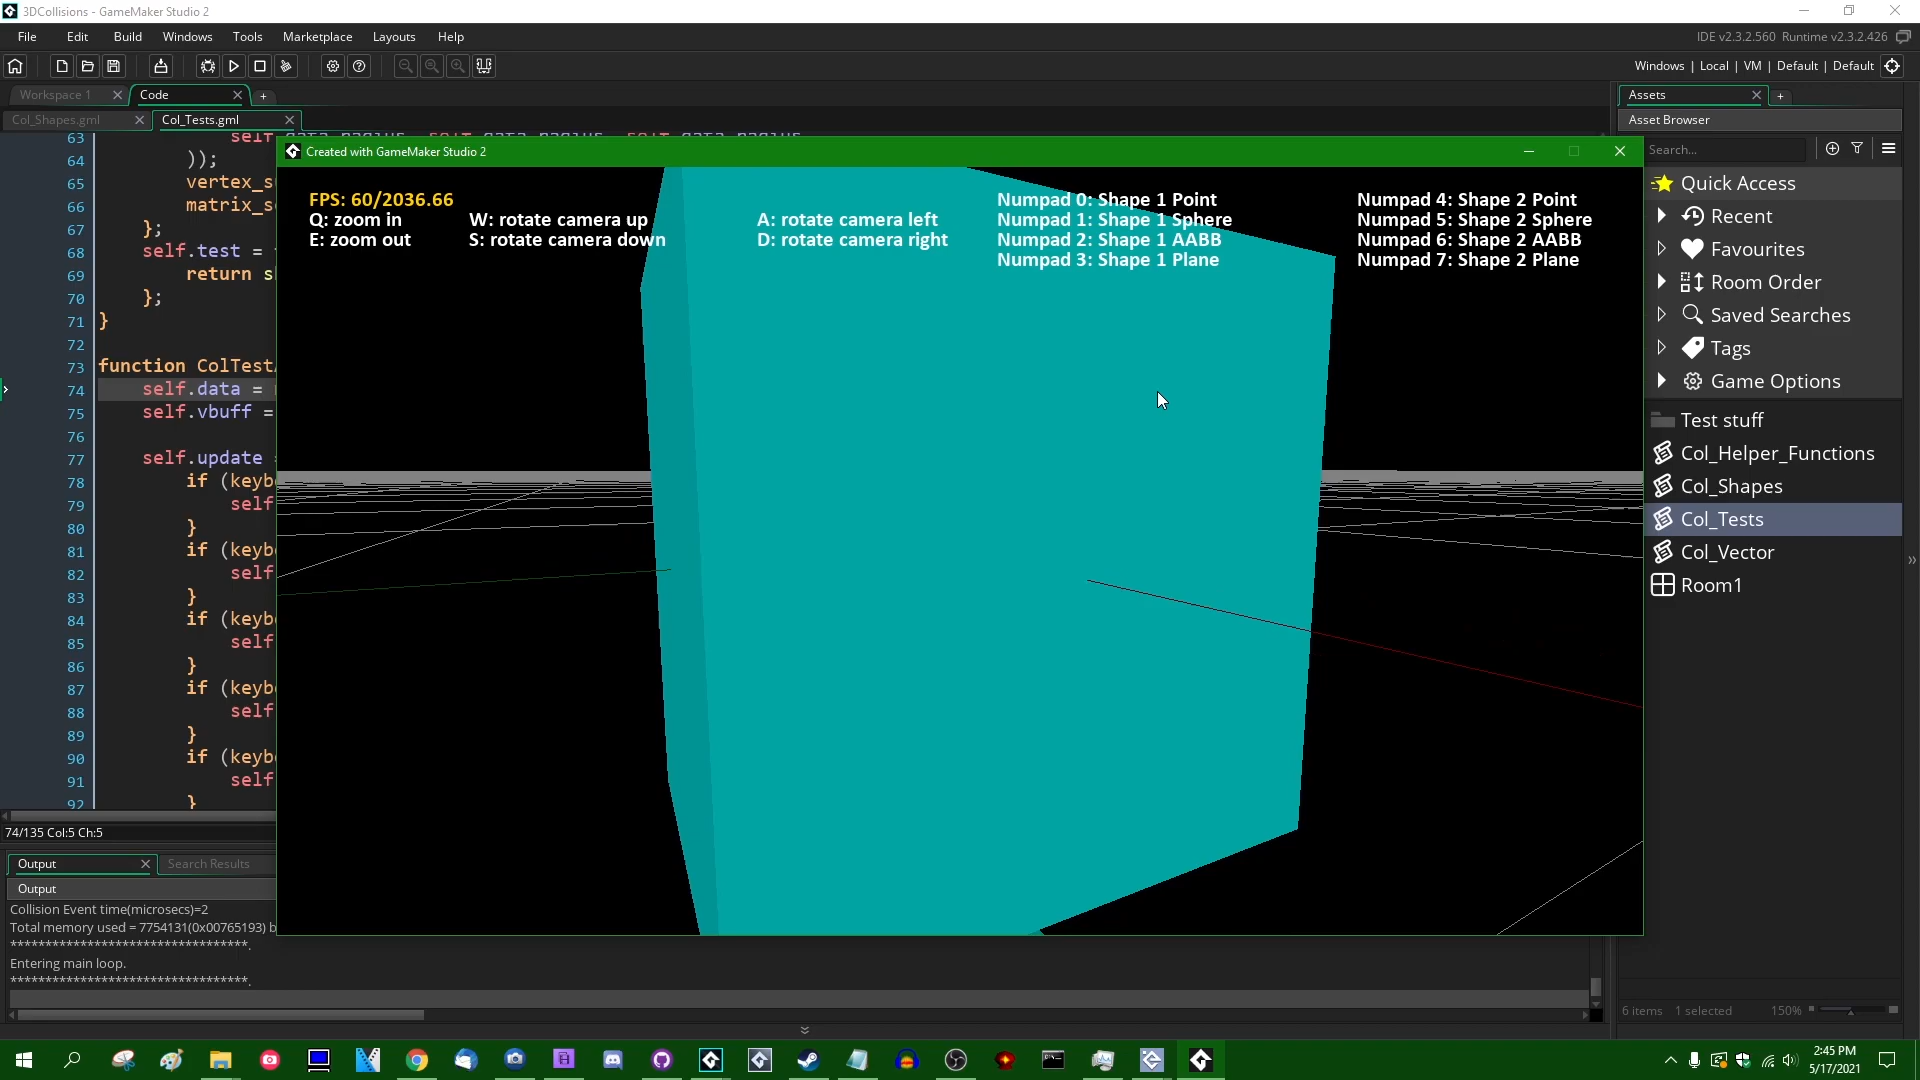 3DCollisions - GameMaker Studio 2
File Edit Build Windows Tools Marketplace Layouts Help
IDE v2.3.2.560 Runtime v2.3.2.426
Windows | Local | VM | Default | Default
Workspace 1
Code
Assets
Col_Shapes.gml
Col_Tests.gml
Asset Browser
Search...
Created with GameMaker Studio 2
FPS: 60/2036.66
Q: zoom in
E: zoom out
W: rotate camera up
S: rotate camera down
A: rotate camera left
D: rotate camera right
Numpad 0: Shape 1 Point
Numpad 1: Shape 1 Sphere
Numpad 2: Shape 1 AABB
Numpad 3: Shape 1 Plane
Numpad 4: Shape 2 Point
Numpad 5: Shape 2 Sphere
Numpad 6: Shape 2 AABB
Numpad 7: Shape 2 Plane
63
64 ));
65 vertex_s
66 matrix_s
67 };
68 self.test =
69 return s
70 };
71 }
72
73 function ColTest
74 self.data =
75 self.vbuff =
76
77 self.update
78 if (keyb
79 self
80 }
81 if (keyb
82 self
83 }
84 if (keyb
85 self
86 }
87 if (keyb
88 self
89 }
90 if (keyb
91 self
92 }
74/135 Col:5 Ch:5
Output
Search Results
Output
Collision Event time(microsecs)=2
Total memory used = 7754131(0x00765193) b
*********************************.
Entering main loop.
*********************************.
Quick Access
Recent
Favourites
Room Order
Saved Searches
Tags
Game Options
Test stuff
Col_Helper_Functions
Col_Shapes
Col_Tests
Col_Vector
Room1
6 items 1 selected 150%
2:45 PM
5/17/2021